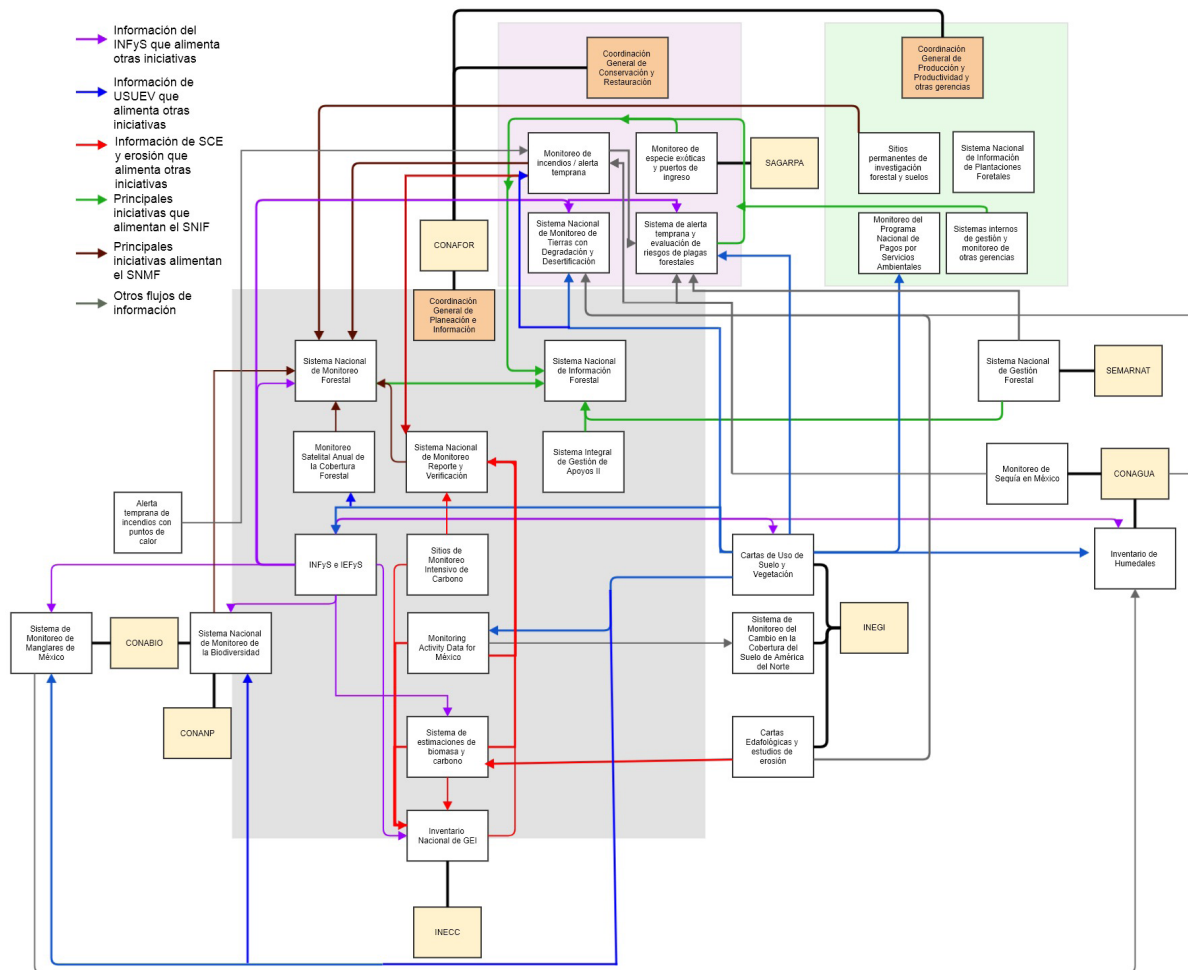 Información del
INFyS que alimenta
otras iniciativas
Información de
USUEV que
alimenta otras
iniciativas
Información de SCE
y erosión que
alimenta otras
iniciativas
Principales
iniciativas que
alimentan el SNIF
Principales
iniciativas alimentan
el SNMF
Otros flujos de
información
Coordinación
General de
Conservación y
Restauración
Coordinación
General de
Producción y
Productividad y
otras gerencias
Monitoreo de
incendios / alerta
temprana
Monitoreo de
especie exóticas
y puertos de
ingreso
SAGARPA
Sitios
permanentes de
investigación
forestal y suelos
Sistema Nacional
de Información de
Plantaciones
Foretales
CONAFOR
Sistema Nacional
de Monitoreo de
Tierras con
Degradación y
Desertificación
Sistema de alerta
temprana y
evaluación de
riesgos de plagas
forestales
Monitoreo del
Programa
Nacional de
Pagos por
Servicios
Ambientales
Sistemas internos
de gestión y
monitoreo de
otras gerencias
Coordinación
General de
Planeación e
Información
Sistema Nacional
de Monitoreo
Forestal
Sistema Nacional
de Información
Forestal
Sistema Nacional
de Gestión
Forestal
SEMARNAT
Monitoreo
Satelital Anual de
la Cobertura
Forestal
Sistema Nacional
de Monitoreo
Reporte y
Verificación
Sistema Integral
de Gestión de
Apoyos II
Monitoreo de
Sequía en México
CONAGUA
Alerta
temprana de
incendios con
puntos de
calor
INFyS e IEFyS
Sitios de
Monitoreo
Intensivo de
Carbono
Cartas de Uso de
Suelo y
Vegetación
Inventario de
Humedales
Sistema de
Monitoreo de
Manglares de
México
CONABIO
Sistema Nacional
de Monitoreo de
la Biodiversidad
Monitoring
Activity Data for
México
Sistema de
Monitoreo del
Cambio en la
Cobertura del
Suelo de América
del Norte
INEGI
CONANP
Sistema de
estimaciones de
biomasa y
carbono
Cartas
Edafológicas y
estudios de
erosión
Inventario
Nacional de GEI
INECC